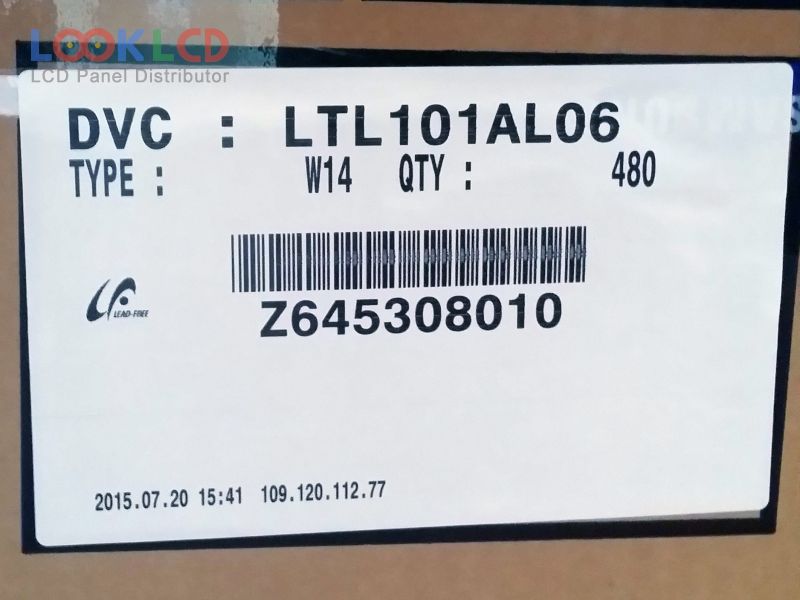 LOOKLCD
LCD Panel Distributor
DVC : LTL101AL06
TYPE : W14 QTY : 480
Z645308010
LEAD-FREE
2015.07.20 15:41 109.120.112.77